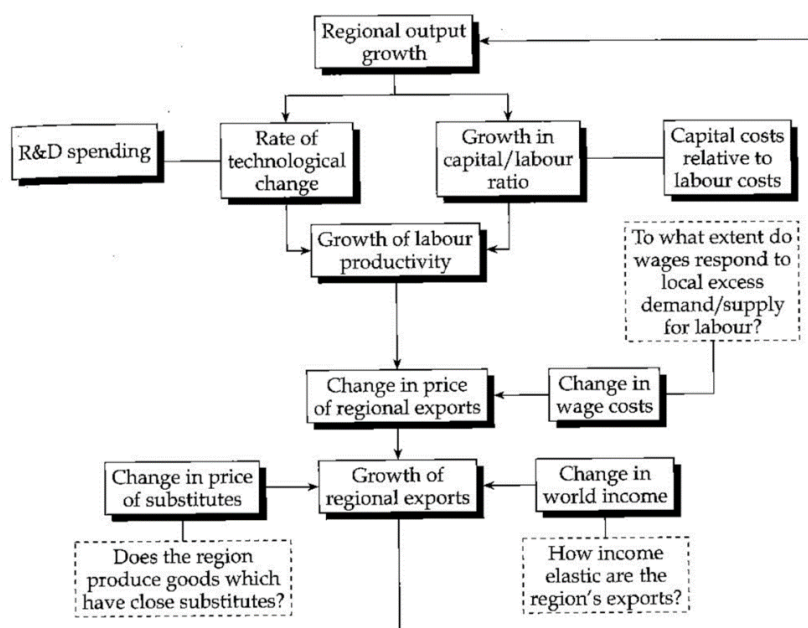 Regional output
growth
R&D spending
Rate of
technological
change
Growth in
capital/labour
ratio
Capital costs
relative to
labour costs
Growth of labour
productivity
To what extent do
wages respond to
local excess
demand/supply
for labour?
Change in price
of regional exports
Change in
wage costs
Change in price
of substitutes
Growth of
regional exports
Change in
world income
Does the region
produce goods which
have close substitutes?
How income
elastic are the
region's exports?